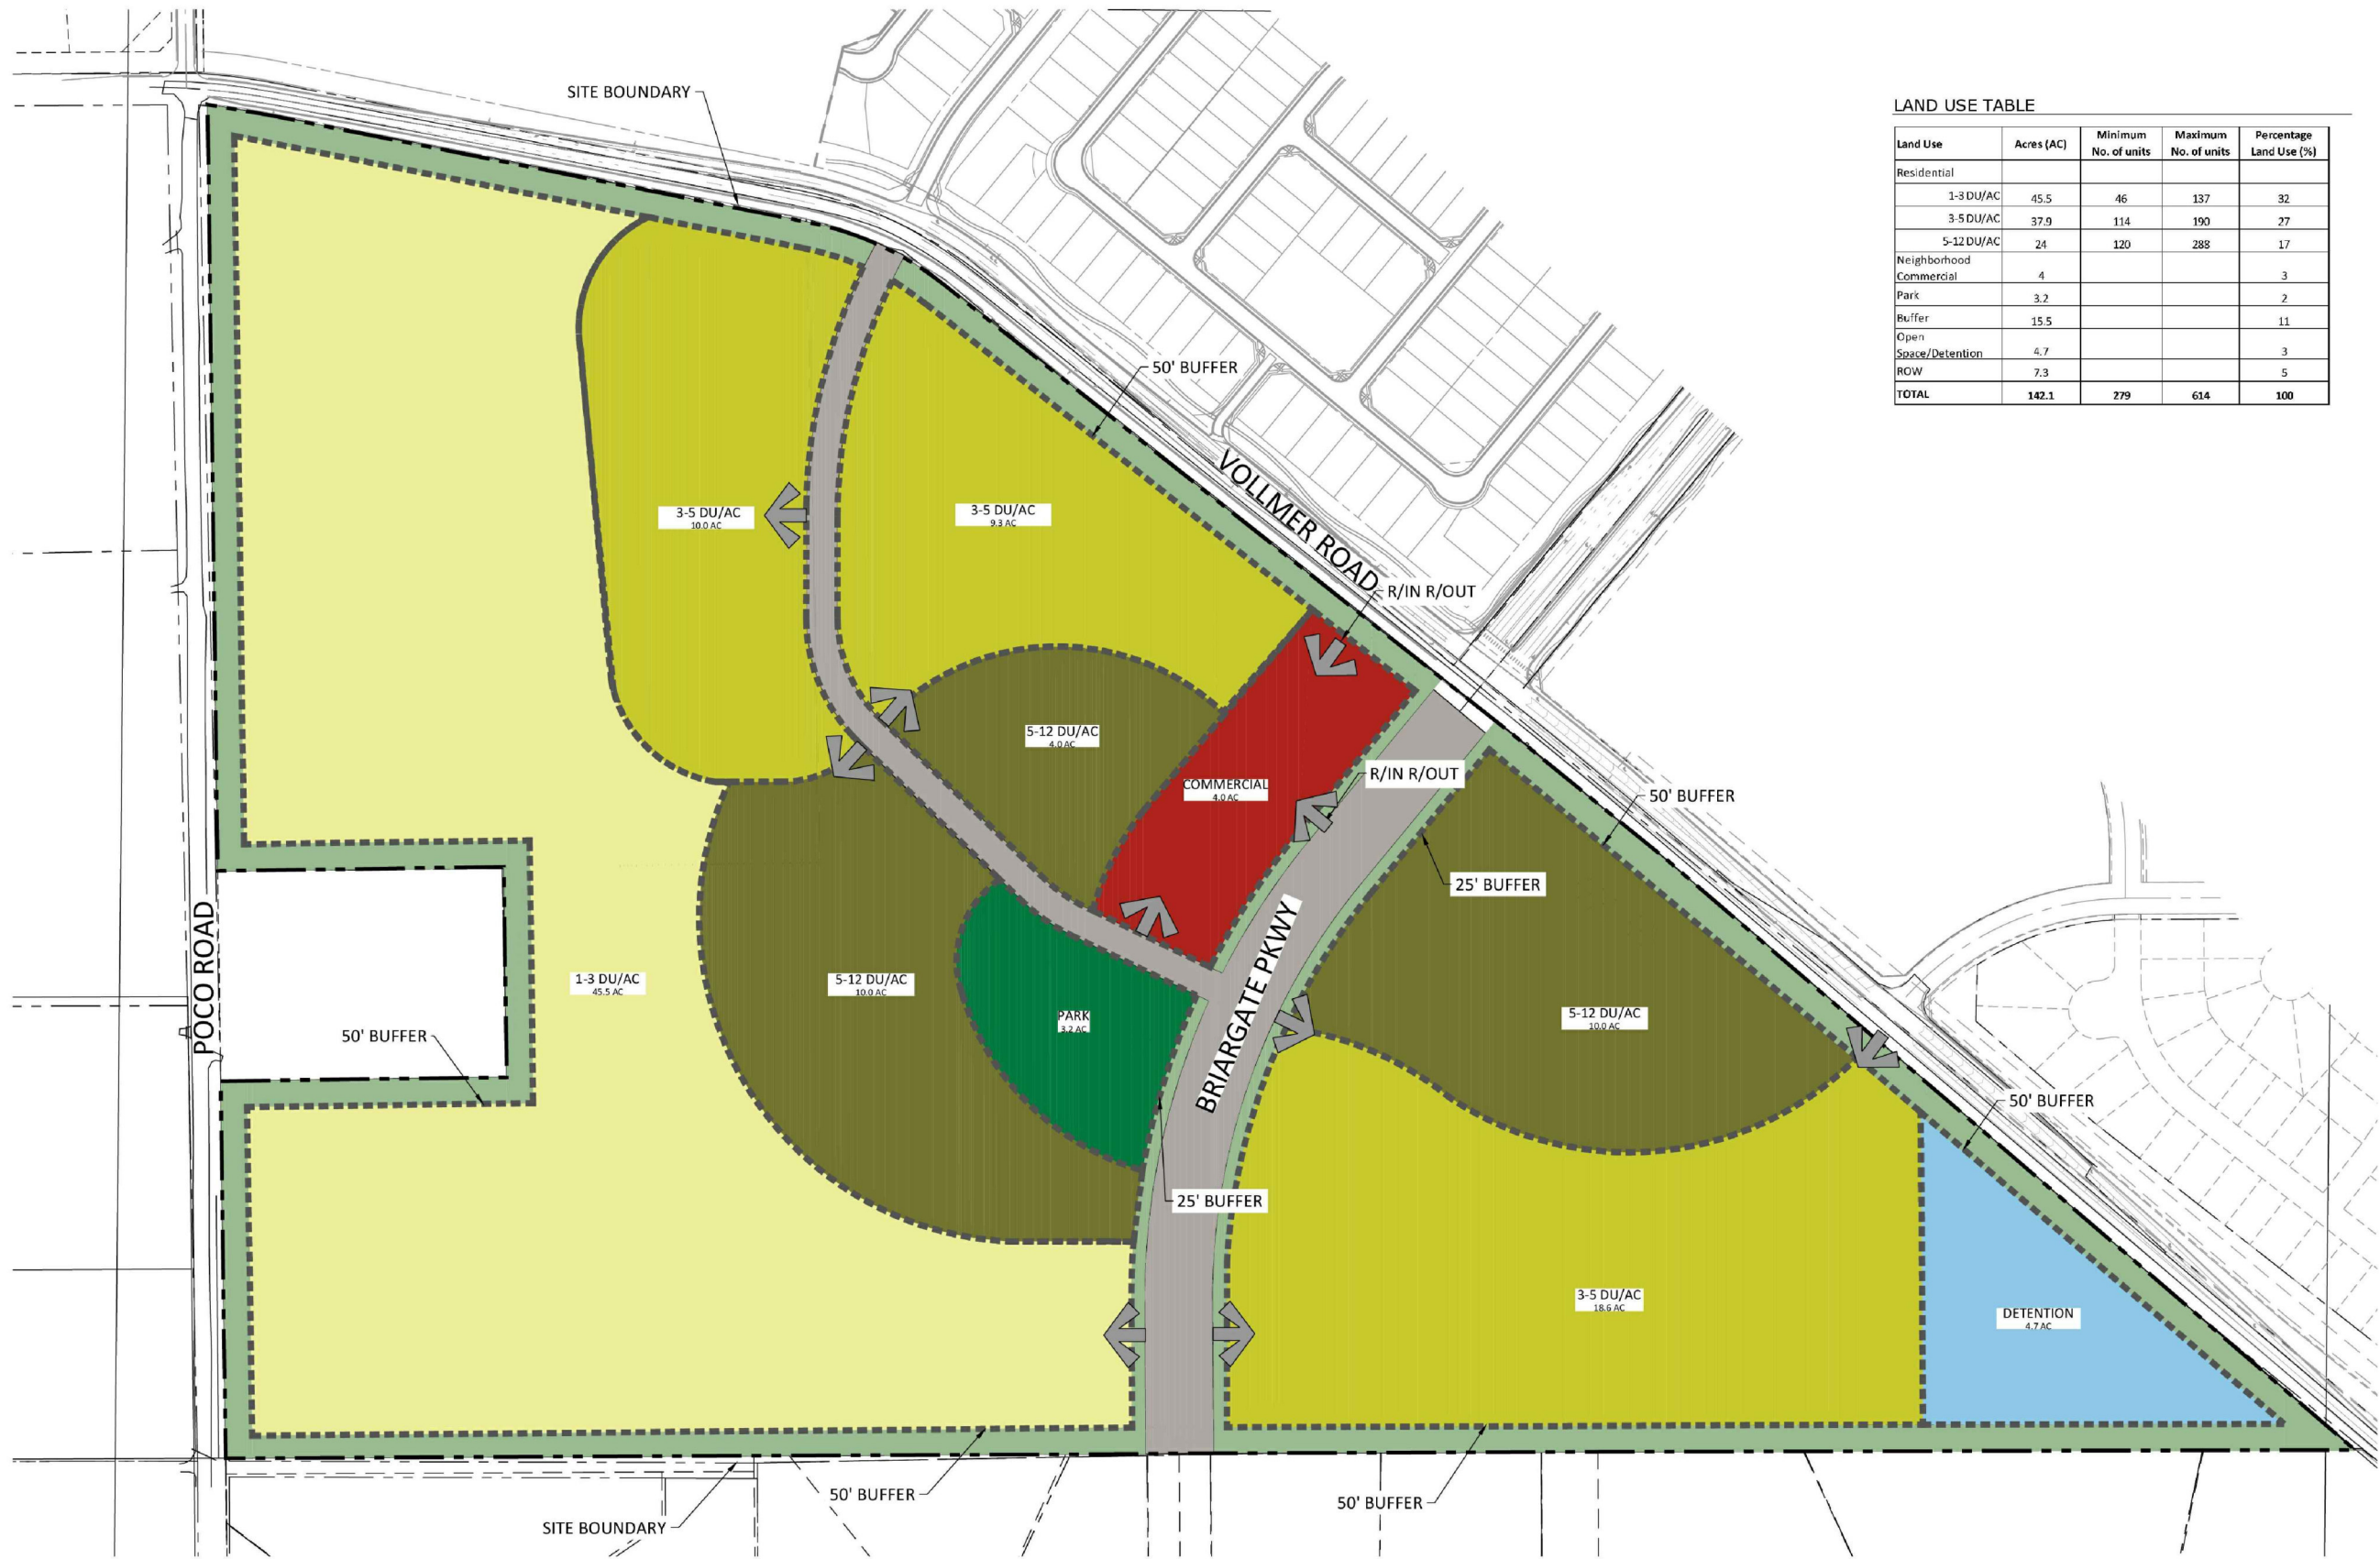 SITE BOUNDARY
LAND USE TABLE
Land Use Acres (AC) Minimum No. of units Maximum No. of units Percentage Land Use (%)
Residential
1-3 DU/AC 45.5 46 137 32
3-5 DU/AC 37.9 114 190 27
5-12 DU/AC 24 120 288 17
Neighborhood Commercial 4 3
Park 3.2 2
Buffer 15.5 11
Open Space/Detention 4.7 3
ROW 7.3 5
TOTAL 142.1 279 614 100
50' BUFFER
VOLLMER ROAD
3-5 DU/AC
10.0 AC
3-5 DU/AC
9.3 AC
R/IN R/OUT
5-12 DU/AC
4.0 AC
COMMERCIAL
4.0 AC
R/IN R/OUT
50' BUFFER
25' BUFFER
POCO ROAD
1-3 DU/AC
45.5 AC
5-12 DU/AC
10.0 AC
PARK
3.2 AC
BRIARGATE PKWY
5-12 DU/AC
10.0 AC
50' BUFFER
50' BUFFER
25' BUFFER
3-5 DU/AC
18.6 AC
DETENTION
4.7 AC
50' BUFFER
50' BUFFER
SITE BOUNDARY